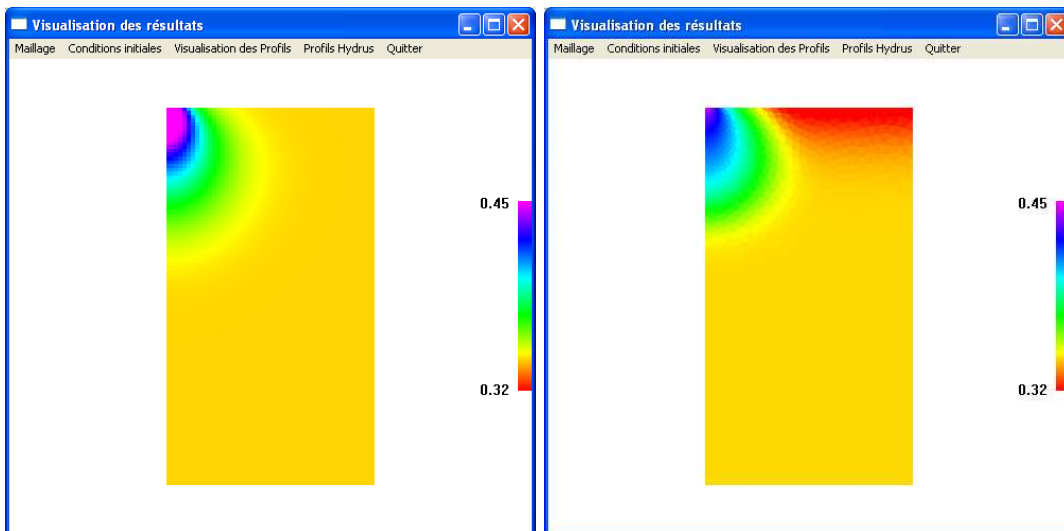 Visualisation des résultats
Maillage Conditions initiales Visualisation des Profils Profils Hydrus Quitter
0.45
0.32
Visualisation des résultats
Maillage Conditions initiales Visualisation des Profils Profils Hydrus Quitter
0.45
0.32